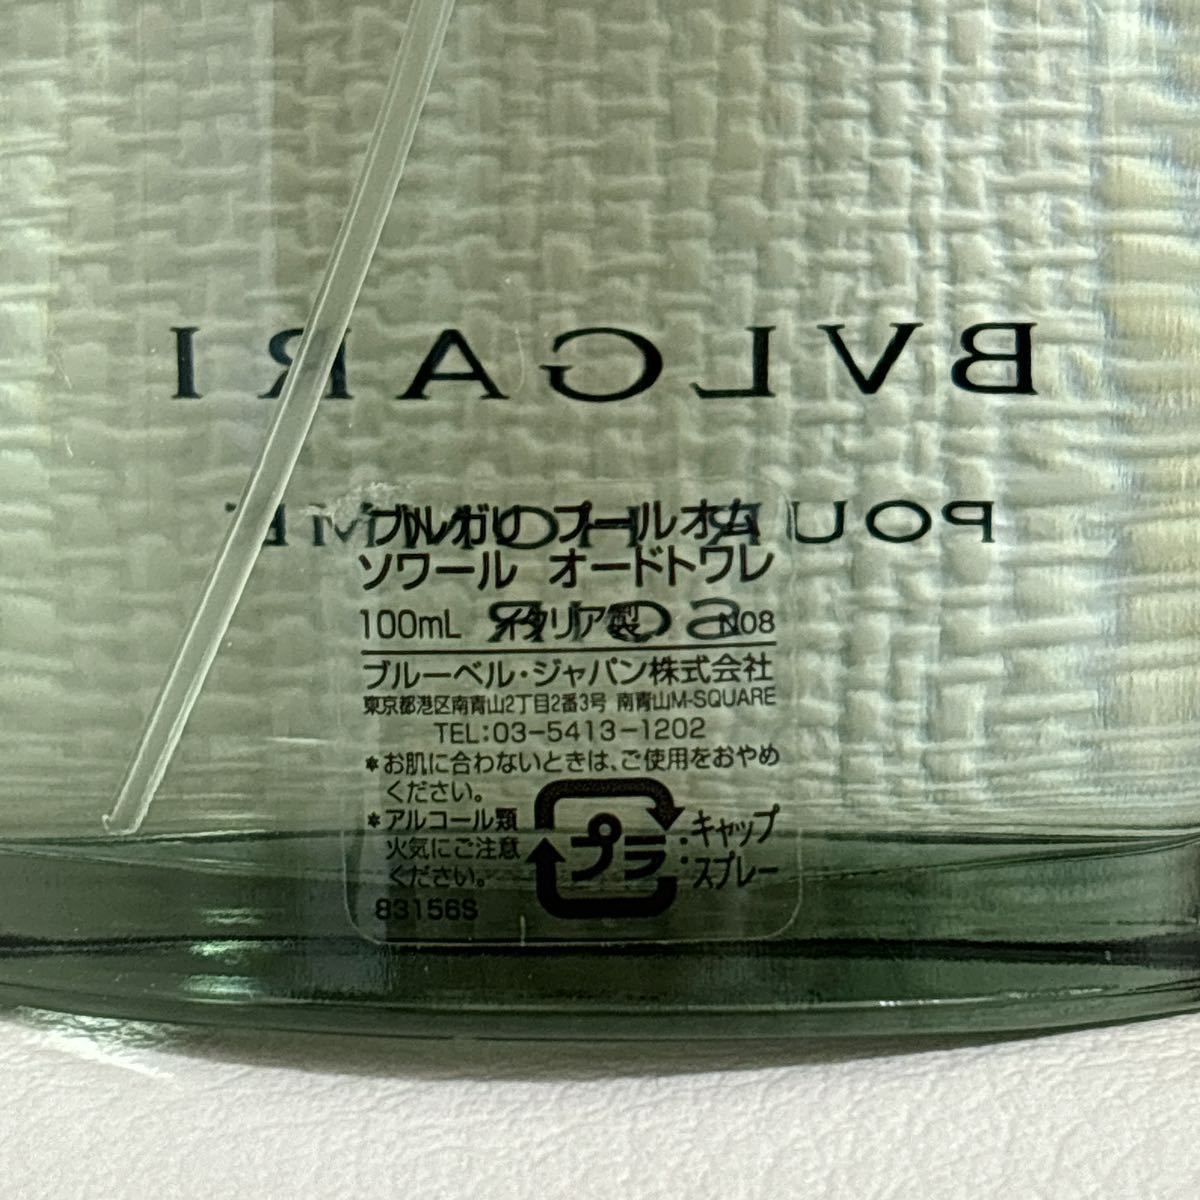 BVLGARI
POUR HOMME
SOIR
ブルガリ プールオム
ソワール オードトワレ
100mL イタリア製 N08
ブルーベル・ジャパン株式会社
東京都港区南青山2丁目2番3号 南青山M-SQUARE
TEL:03-5413-1202
*お肌に合わないときは、ご使用をおやめ
ください。
*アルコール類
火気にご注意
ください。
83156S
プラ
:キャップ
:スプレー